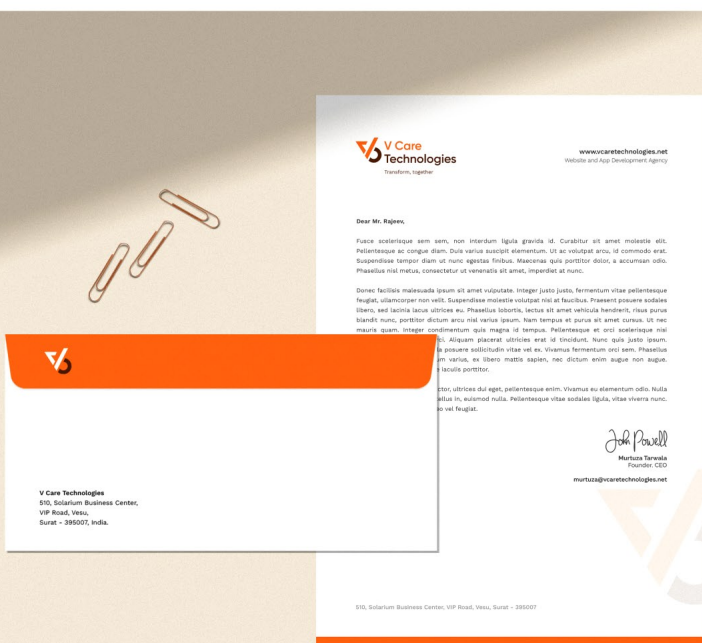 V Care
Technologies
Transform, together
www.vcaretechnologies.net
Website and App Development Agency
Dear Mr. Rajeev,
Fusce scelerisque sem sem, non interdum ligula gravida id. Curabitur sit amet molestie elit.
Pellentesque ac congue diam. Duis varius suscipit elementum. Ut ac volutpat arcu, id commodo erat.
Suspendisse tempor diam ut nunc egestas finibus. Maecenas quis porttitor dolor, a accumsan odio.
Phasellus nisl metus, consectetur ut venenatis sit amet, imperdiet at nunc.
Donec facilisis malesuada ipsum sit amet vulputate. Integer justo justo, fermentum vitae pellentesque
feugiat, ullamcorper non velit. Suspendisse molestie volutpat nisl at faucibus. Praesent posuere sodales
libero, sed lacinia lacus ultrices eu. Phasellus lobortis, lectus sit amet vehicula hendrerit, risus purus
blandit nunc, porttitor dictum arcu nisl varius ipsum. Nam tempus et purus sit amet cursus. Ut nec
mauris quam. Integer condimentum quis magna id tempus. Pellentesque et orci scelerisque nisi
Aliquam placerat ultricies erat id tincidunt. Nunc quis justo ipsum.
posuere sollicitudin vitae vel ex. Vivamus fermentum orci sem. Phasellus
varius, ex libero mattis sapien, nec dictum enim augue non augue.
iaculis porttitor.
ultrices dui eget, pellentesque enim. Vivamus eu elementum odio. Nulla
in, euismod nulla. Pellentesque vitae sodales ligula, vitae viverra nunc.
vel feugiat.
John Powell
Murtuza Tarwala
Founder. CEO
murtuza@vcaretechnologies.net
V Care Technologies
510, Solarium Business Center,
VIP Road, Vesu,
Surat - 395007, India.
510, Solarium Business Center, VIP Road, Vesu, Surat - 395007